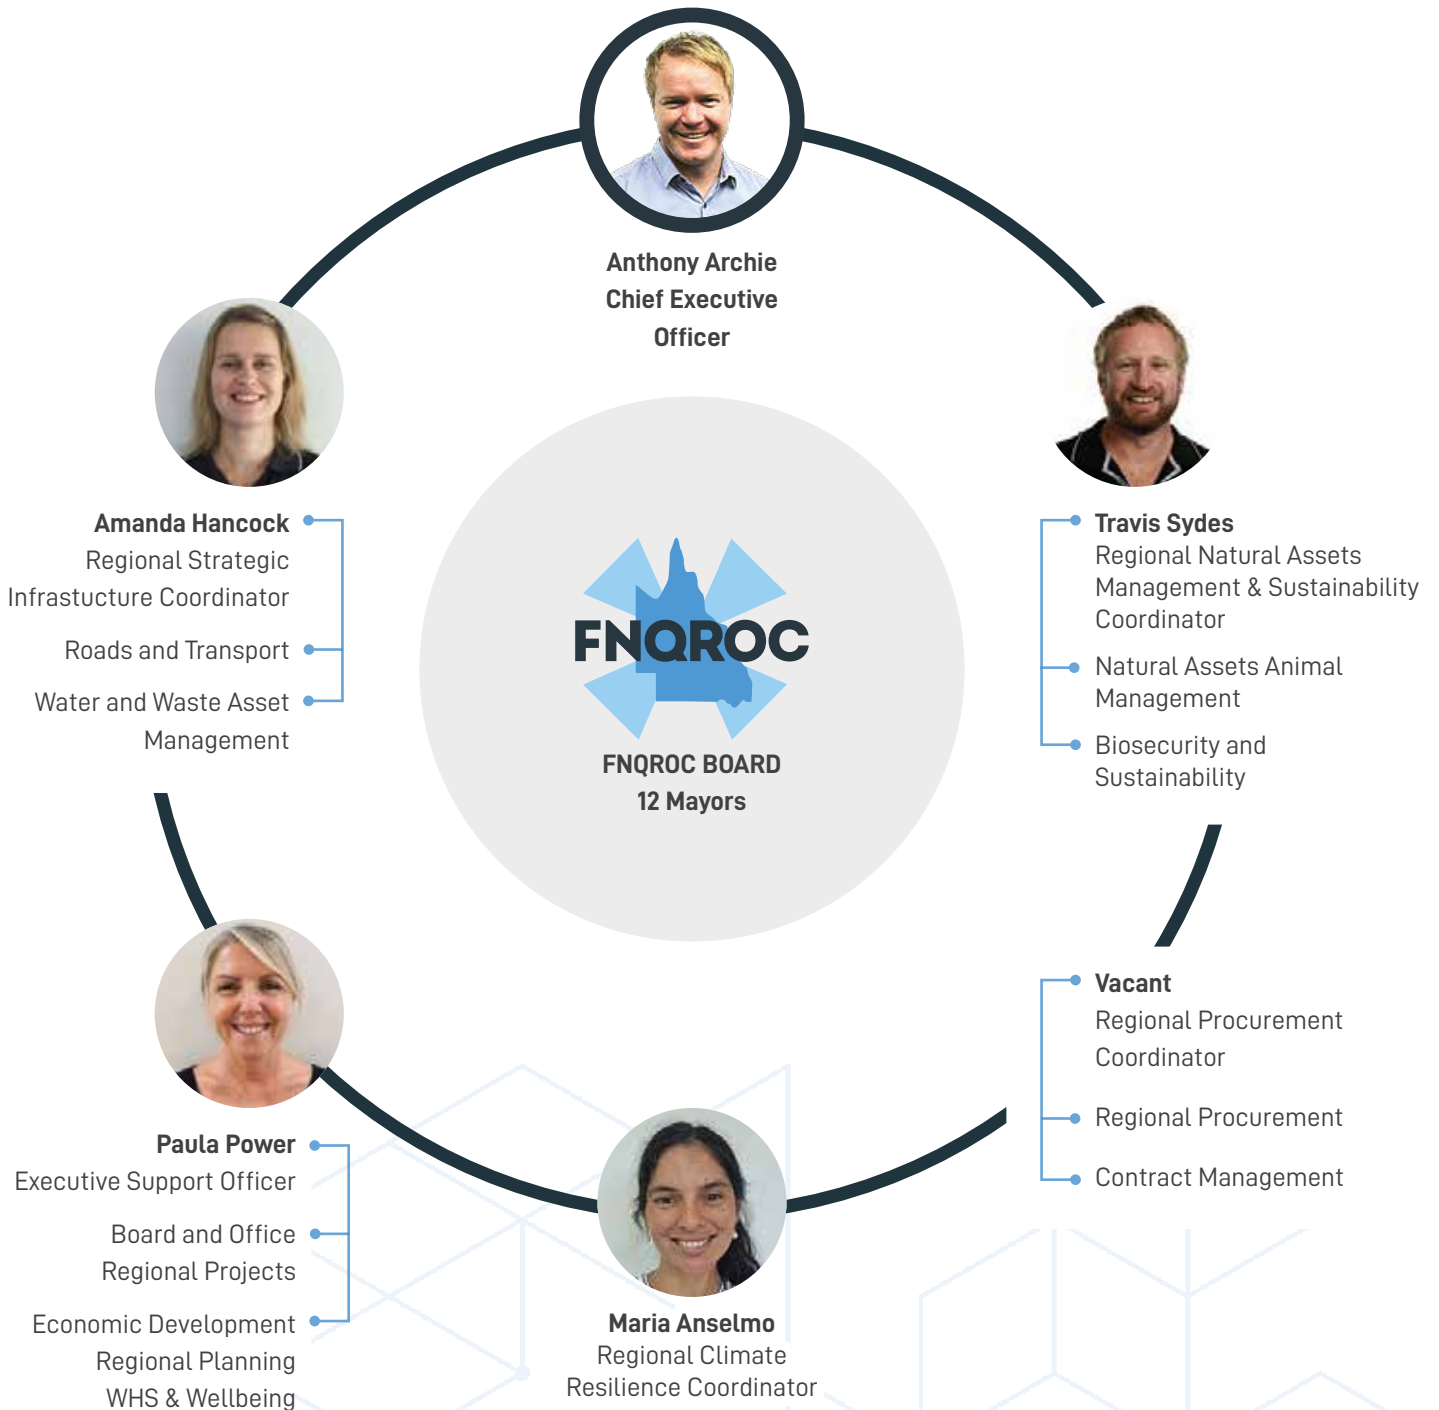 Anthony Archie
Chief Executive
Officer
Amanda Hancock
Regional Strategic
Infrastucture Coordinator
Roads and Transport
Water and Waste Asset
Management
Travis Sydes
Regional Natural Assets
Management & Sustainability
Coordinator
Natural Assets Animal
Management
Biosecurity and
Sustainability
FNQROC
FNQROC BOARD
12 Mayors
Vacant
Regional Procurement
Coordinator
Regional Procurement
Contract Management
Paula Power
Executive Support Officer
Board and Office
Regional Projects
Economic Development
Regional Planning
WHS & Wellbeing
Maria Anselmo
Regional Climate
Resilience Coordinator